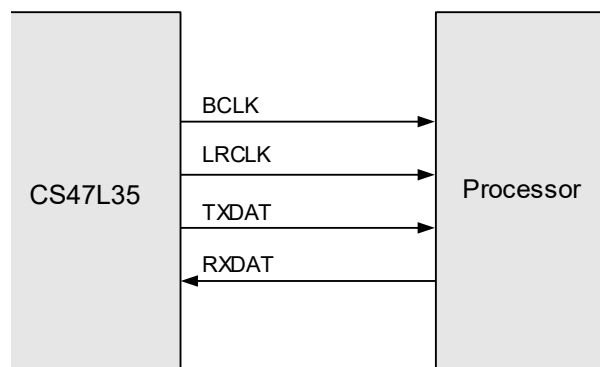 BCLK
LRCLK
CS47L35
Processor
TXDAT
RXDAT